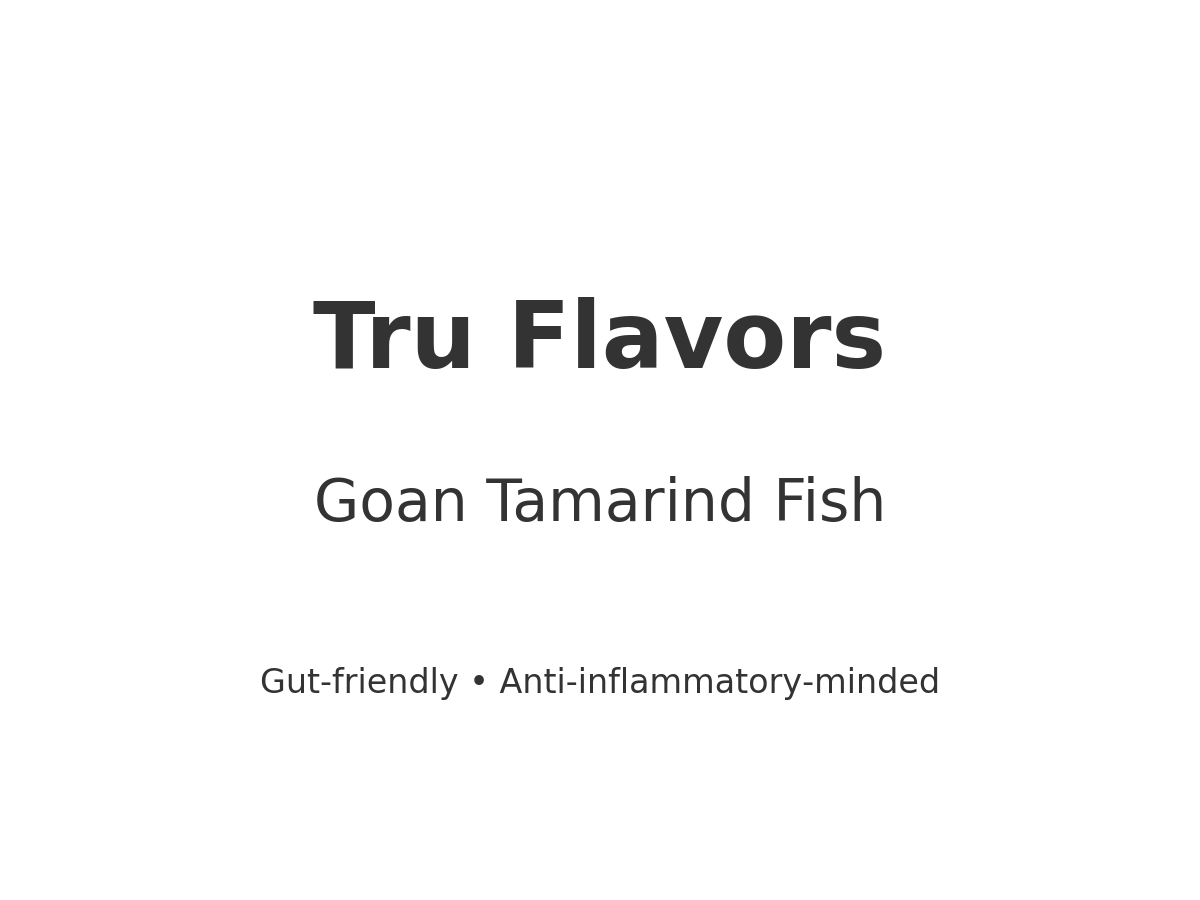 Tru Flavors
Goan Tamarind Fish
Gut-friendly • Anti-inflammatory-minded